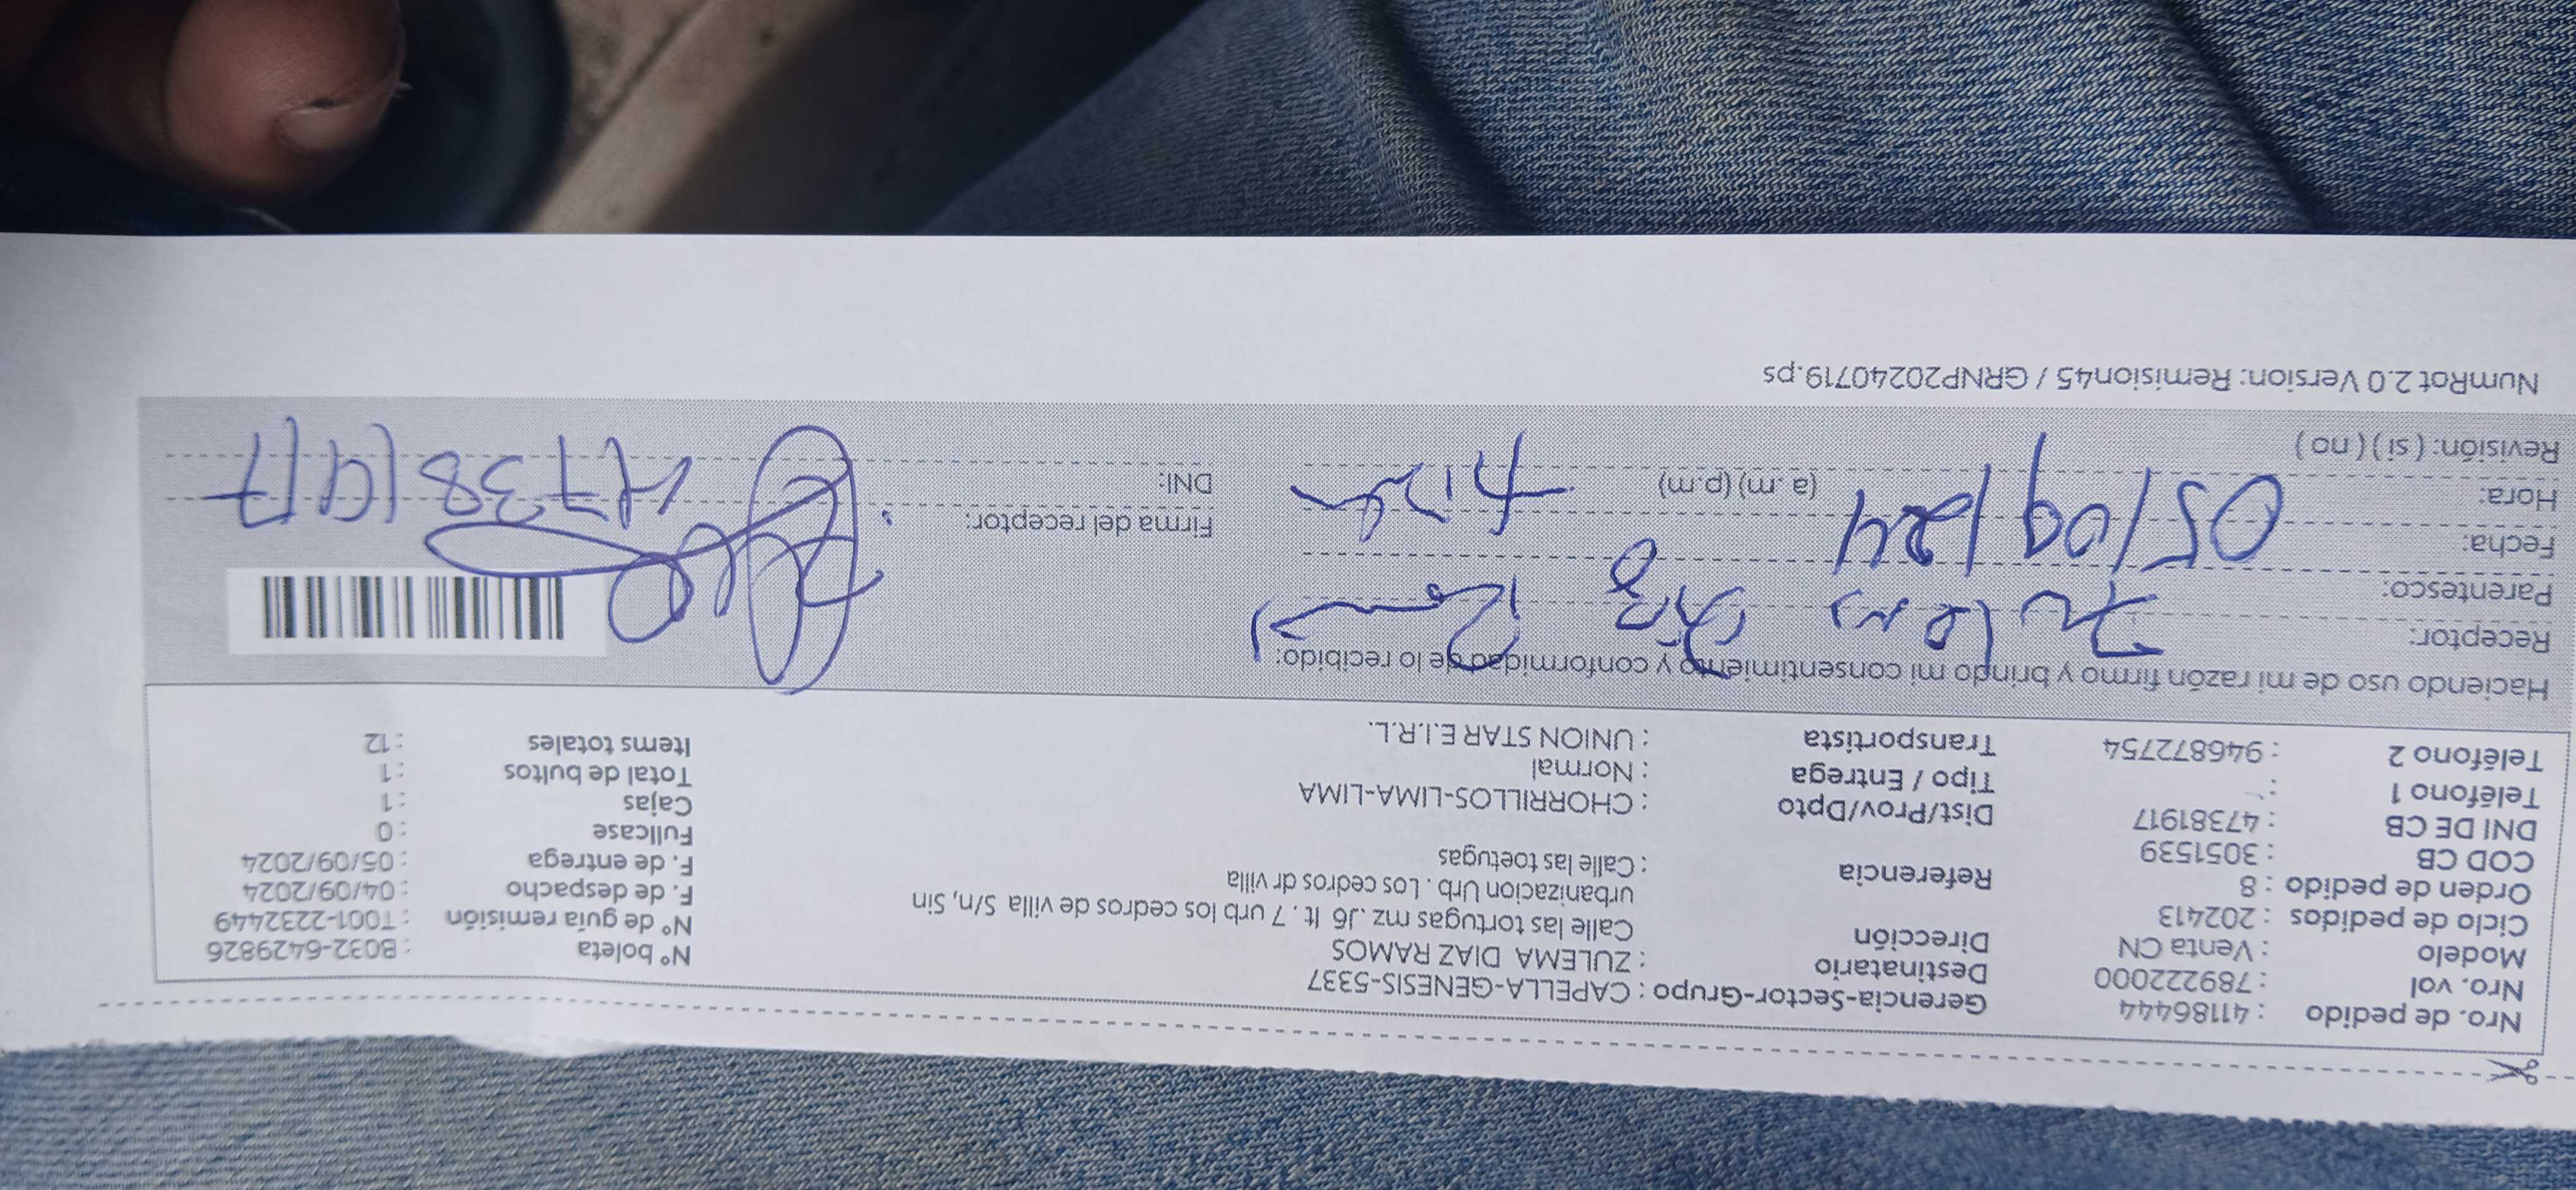 Nro. de pedido : 41186444
Nro. vol : 789222000
Modelo : Venta CN
Ciclo de pedidos : 202413
Orden de pedido : 8
COD CB : 3051539
DNI DE CB : 47381917
Teléfono 1 :
Teléfono 2 : 946872754
Gerencia-Sector-Grupo : CAPELLA-GENESIS-5337
Destinatario : ZULEMA DIAZ RAMOS
Dirección Calle las tortugas mz .J6 lt . 7 urb los cedros de villa S/n, Sin
urbanizacion Urb . Los cedros dr villa
Referencia : Calle las toetugas
Dist/Prov/Dpto : CHORRILLOS-LIMA-LIMA
Tipo / Entrega : Normal
Transportista : UNION STAR E.I.R.L.
N° boleta : B032-6429826
N° de guía remisión : T001-2232449
F. de despacho : 04/09/2024
F. de entrega : 05/09/2024
Fullcase : 0
Cajas : 1
Total de bultos : 1
Items totales : 12
Haciendo uso de mi razón firmo y brindo mi consentimiento y conformidad de lo recibido:
Receptor:
Parentesco:
Fecha: 05/09/24
Hora: (a .m) (p.m)
Revisión: ( si ) ( no )
Firma del receptor:
DNI: 47381917
NumRot 2.0 Version: Remision45 / GRNP20240719.ps